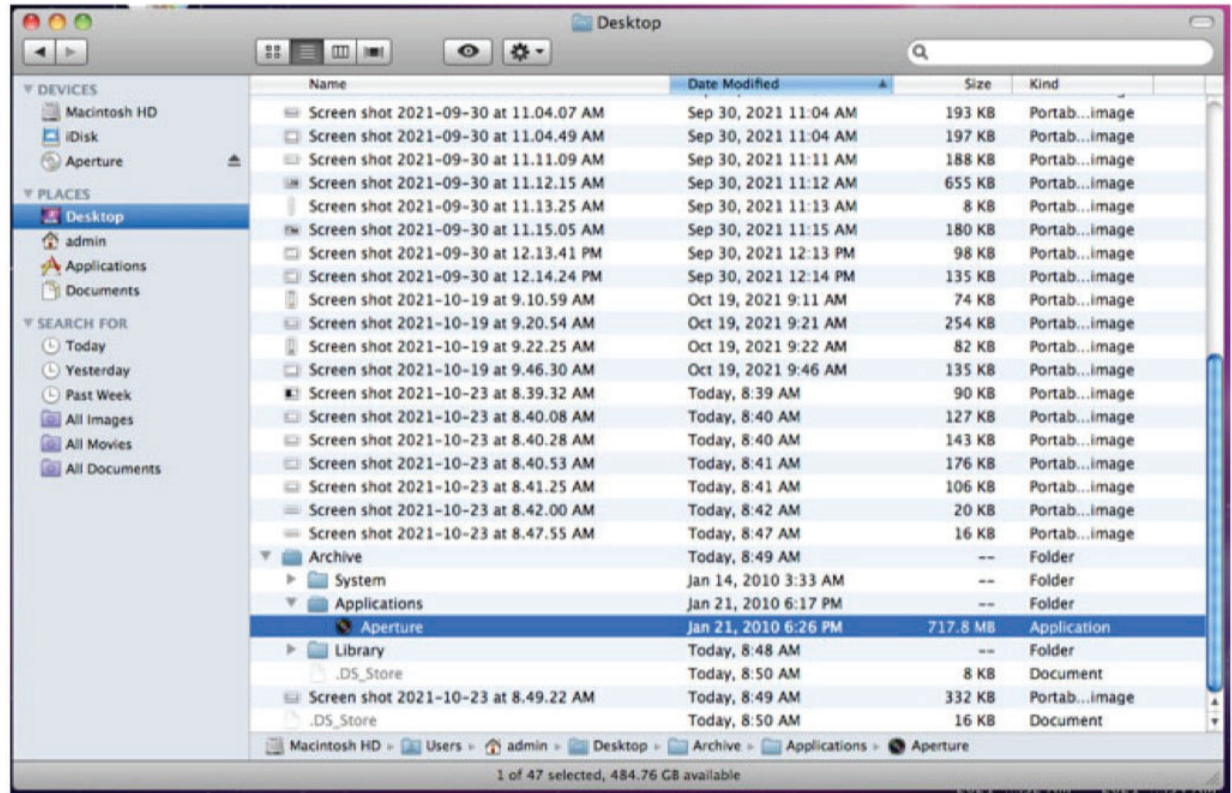 Desktop
DEVICES
Macintosh HD
iDisk
Aperture
PLACES
Desktop
admin
Applications
Documents
SEARCH FOR
Today
Yesterday
Past Week
All Images
All Movies
All Documents
Name Date Modified Size Kind
Screen shot 2021-09-30 at 11.04.07 AM Sep 30, 2021 11:04 AM 193 KB Portab...image
Screen shot 2021-09-30 at 11.04.49 AM Sep 30, 2021 11:04 AM 197 KB Portab...image
Screen shot 2021-09-30 at 11.11.09 AM Sep 30, 2021 11:11 AM 188 KB Portab...image
Screen shot 2021-09-30 at 11.12.15 AM Sep 30, 2021 11:12 AM 655 KB Portab...image
Screen shot 2021-09-30 at 11.13.25 AM Sep 30, 2021 11:13 AM 8 KB Portab...image
Screen shot 2021-09-30 at 11.15.05 AM Sep 30, 2021 11:15 AM 180 KB Portab...image
Screen shot 2021-09-30 at 12.13.41 PM Sep 30, 2021 12:13 PM 98 KB Portab...image
Screen shot 2021-09-30 at 12.14.24 PM Sep 30, 2021 12:14 PM 135 KB Portab...image
Screen shot 2021-10-19 at 9.10.59 AM Oct 19, 2021 9:11 AM 74 KB Portab...image
Screen shot 2021-10-19 at 9.20.54 AM Oct 19, 2021 9:21 AM 254 KB Portab...image
Screen shot 2021-10-19 at 9.22.25 AM Oct 19, 2021 9:22 AM 82 KB Portab...image
Screen shot 2021-10-19 at 9.46.30 AM Oct 19, 2021 9:46 AM 135 KB Portab...image
Screen shot 2021-10-23 at 8.39.32 AM Today, 8:39 AM 90 KB Portab...image
Screen shot 2021-10-23 at 8.40.08 AM Today, 8:40 AM 127 KB Portab...image
Screen shot 2021-10-23 at 8.40.28 AM Today, 8:40 AM 143 KB Portab...image
Screen shot 2021-10-23 at 8.40.53 AM Today, 8:41 AM 176 KB Portab...image
Screen shot 2021-10-23 at 8.41.25 AM Today, 8:41 AM 106 KB Portab...image
Screen shot 2021-10-23 at 8.42.00 AM Today, 8:42 AM 20 KB Portab...image
Screen shot 2021-10-23 at 8.47.55 AM Today, 8:47 AM 16 KB Portab...image
Archive Today, 8:49 AM -- Folder
System Jan 14, 2010 3:33 AM -- Folder
Applications Jan 21, 2010 6:17 PM -- Folder
Aperture Jan 21, 2010 6:26 PM 717.8 MB Application
Library Today, 8:48 AM -- Folder
.DS_Store Today, 8:50 AM 8 KB Document
Screen shot 2021-10-23 at 8.49.22 AM Today, 8:49 AM 332 KB Portab...image
.DS_Store Today, 8:50 AM 16 KB Document
Macintosh HD Users admin Desktop Archive Applications Aperture
1 of 47 selected, 484.76 GB available